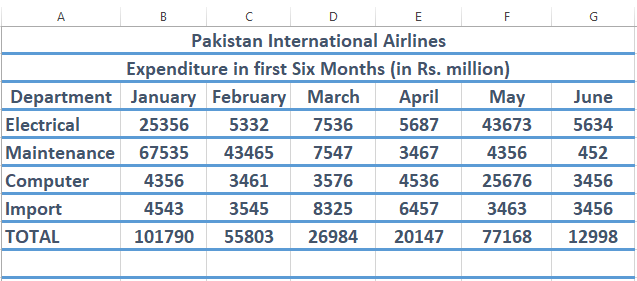 A B C D E F G
Pakistan International Airlines
Expenditure in first Six Months (in Rs. million)
Department January February March April May June
Electrical 25356 5332 7536 5687 43673 5634
Maintenance 67535 43465 7547 3467 4356 452
Computer 4356 3461 3576 4536 25676 3456
Import 4543 3545 8325 6457 3463 3456
TOTAL 101790 55803 26984 20147 77168 12998